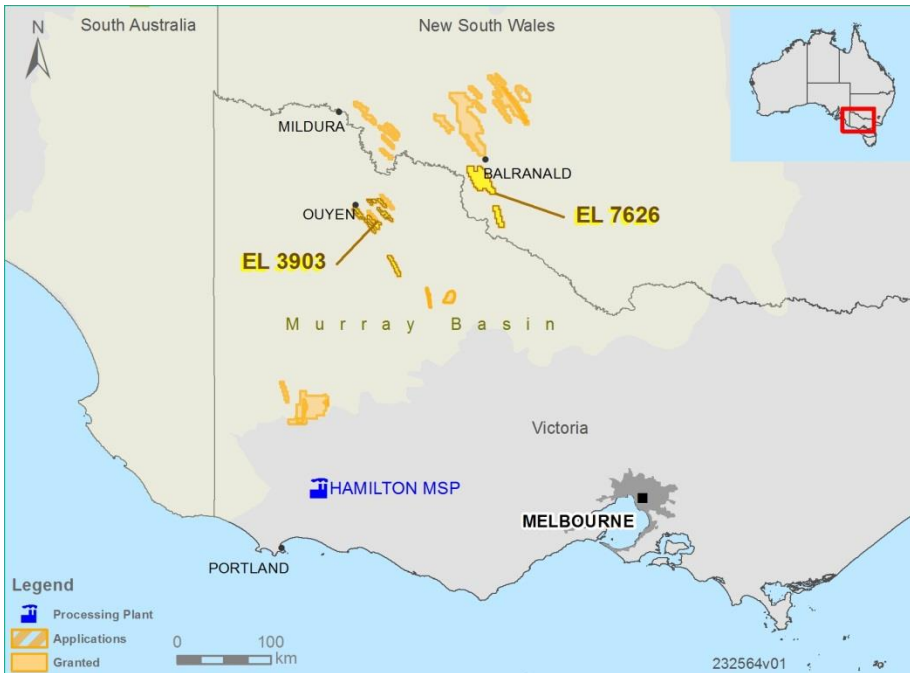 South Australia
New South Wales
N
MILDURA
BALRANALD
OUYEN
EL 7626
EL 3903
Murray Basin
Victoria
HAMILTON MSP
MELBOURNE
PORTLAND
Legend
Processing Plant
Applications
Granted
0 100
km
232564v01